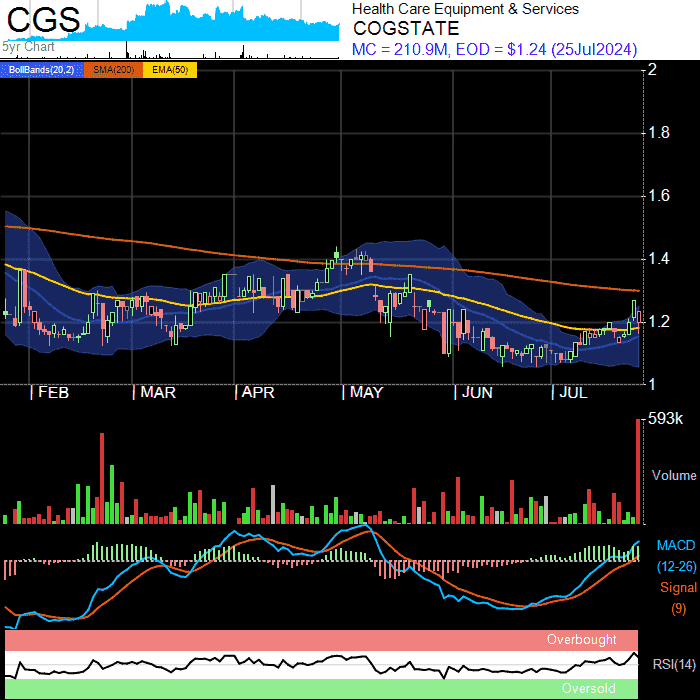 CGS
5yr Chart
Health Care Equipment & Services
COGSTATE
MC = 210.9M, EOD = $1.24 (25Jul2024)
BollBands(20,2) SMA(200) EMA(50)
2
1.8
1.6
1.4
1.2
1
| FEB | MAR | APR | MAY | JUN | JUL
593k
Volume
MACD
(12-26)
Signal
(9)
Overbought
RSI(14)
Oversold